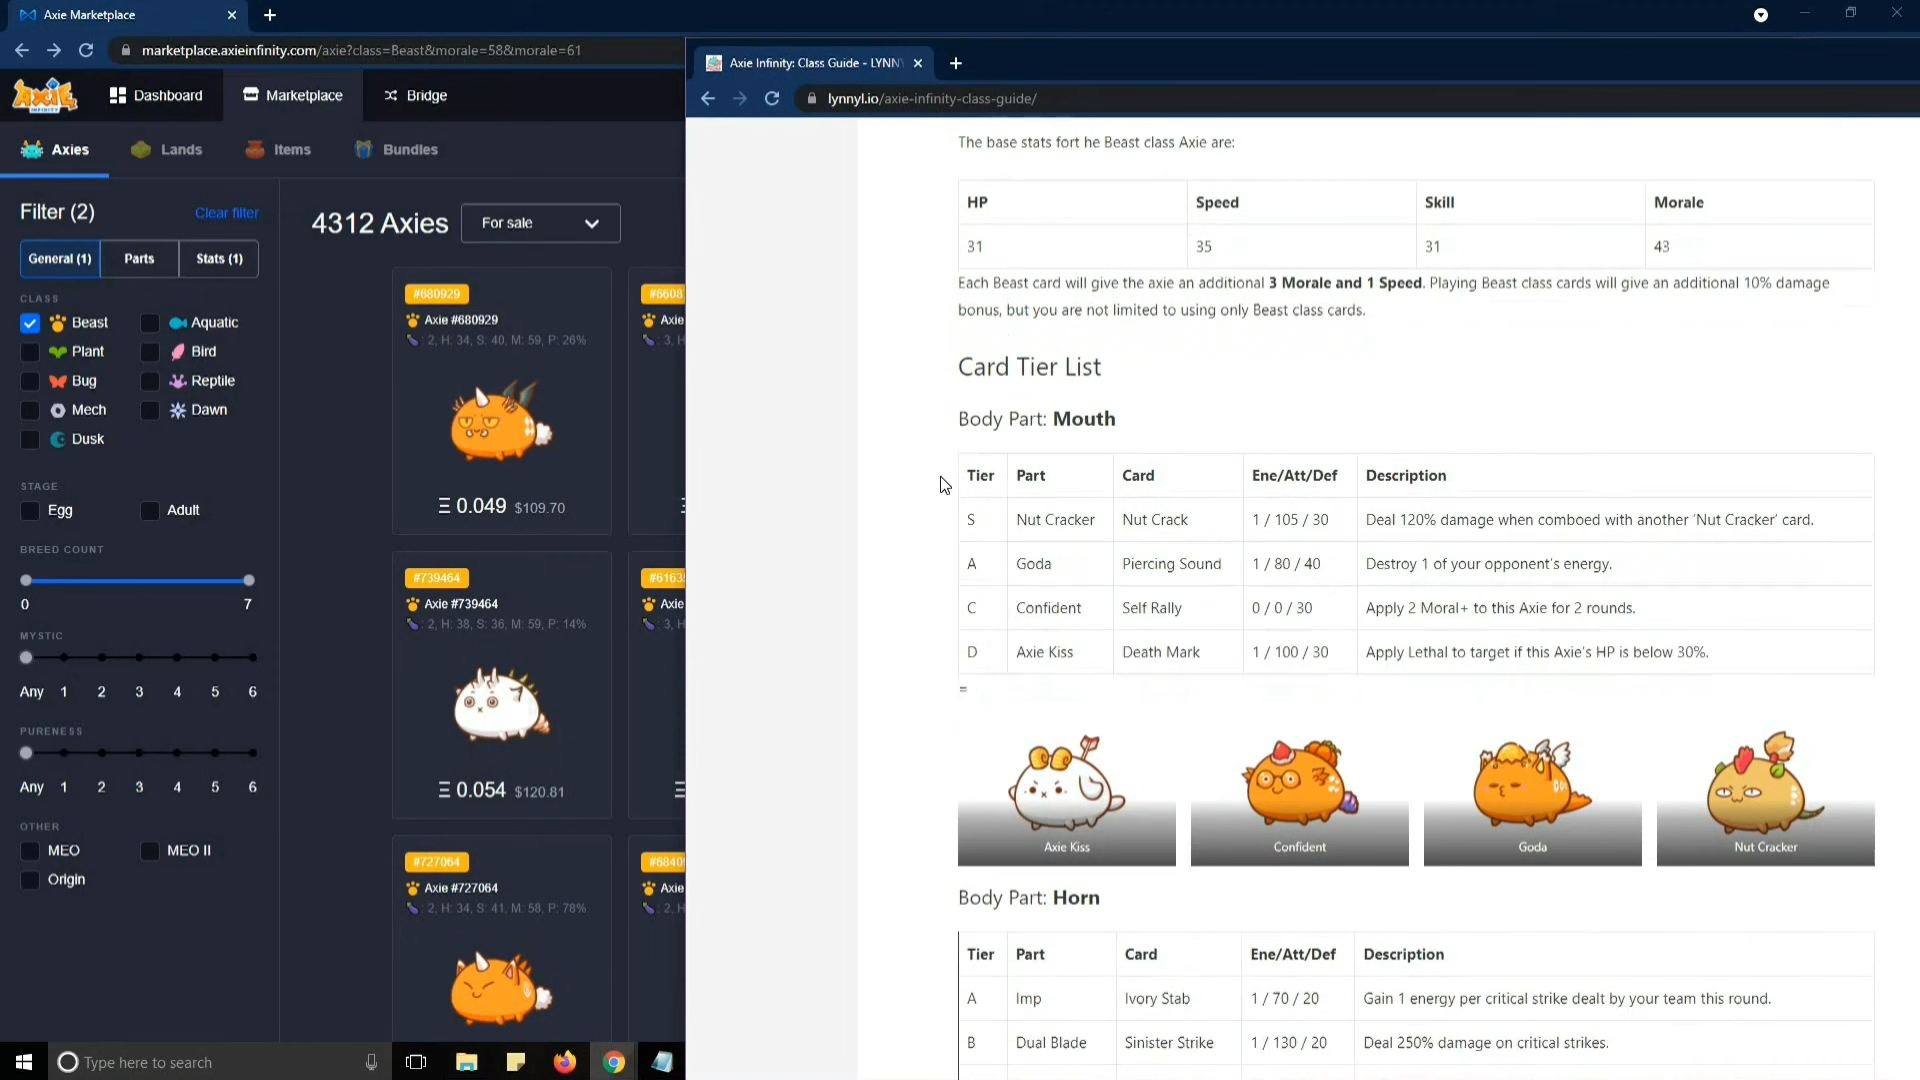 Axie Marketplace
marketplace.axieinfinity.com/axie?class=Beast&morale=58&morale=61
AXIE
INFINITY
Dashboard
Marketplace
Bridge
Axies
Lands
Items
Bundles
Filter (2)
Clear filter
General (1)
Parts
Stats (1)
CLASS
Beast
Aquatic
Plant
Bird
Bug
Reptile
Mech
Dawn
Dusk
STAGE
Egg
Adult
BREED COUNT
0
7
MYSTIC
Any 1 2 3 4 5 6
PURENESS
Any 1 2 3 4 5 6
OTHER
MEO
MEO II
Origin
4312 Axies
For sale
#680929
Axie #680929
: 2, H: 34, S: 40, M: 59, P: 26%
Ξ 0.049 $109.70
#6608
Axie
: 3, H
#739464
Axie #739464
: 2, H: 38, S: 36, M: 59, P: 14%
Ξ 0.054 $120.81
#6163
Axie
: 3, H
#727064
Axie #727064
: 2, H: 34, S: 41, M: 58, P: 78%
#6840
Axie
: 2, H
Type here to search
Axie Infinity: Class Guide - LYNN
lynnyl.io/axie-infinity-class-guide/
The base stats fort he Beast class Axie are:
HP Speed Skill Morale
31 35 31 43
Each Beast card will give the axie an additional 3 Morale and 1 Speed. Playing Beast class cards will give an additional 10% damage
bonus, but you are not limited to using only Beast class cards.
Card Tier List
Body Part: Mouth
Tier Part Card Ene/Att/Def Description
S Nut Cracker Nut Crack 1 / 105 / 30 Deal 120% damage when comboed with another ‘Nut Cracker’ card.
A Goda Piercing Sound 1 / 80 / 40 Destroy 1 of your opponent’s energy.
C Confident Self Rally 0 / 0 / 30 Apply 2 Moral+ to this Axie for 2 rounds.
D Axie Kiss Death Mark 1 / 100 / 30 Apply Lethal to target if this Axie’s HP is below 30%.
=
Axie Kiss
Confident
Goda
Nut Cracker
Body Part: Horn
Tier Part Card Ene/Att/Def Description
A Imp Ivory Stab 1 / 70 / 20 Gain 1 energy per critical strike dealt by your team this round.
B Dual Blade Sinister Strike 1 / 130 / 20 Deal 250% damage on critical strikes.